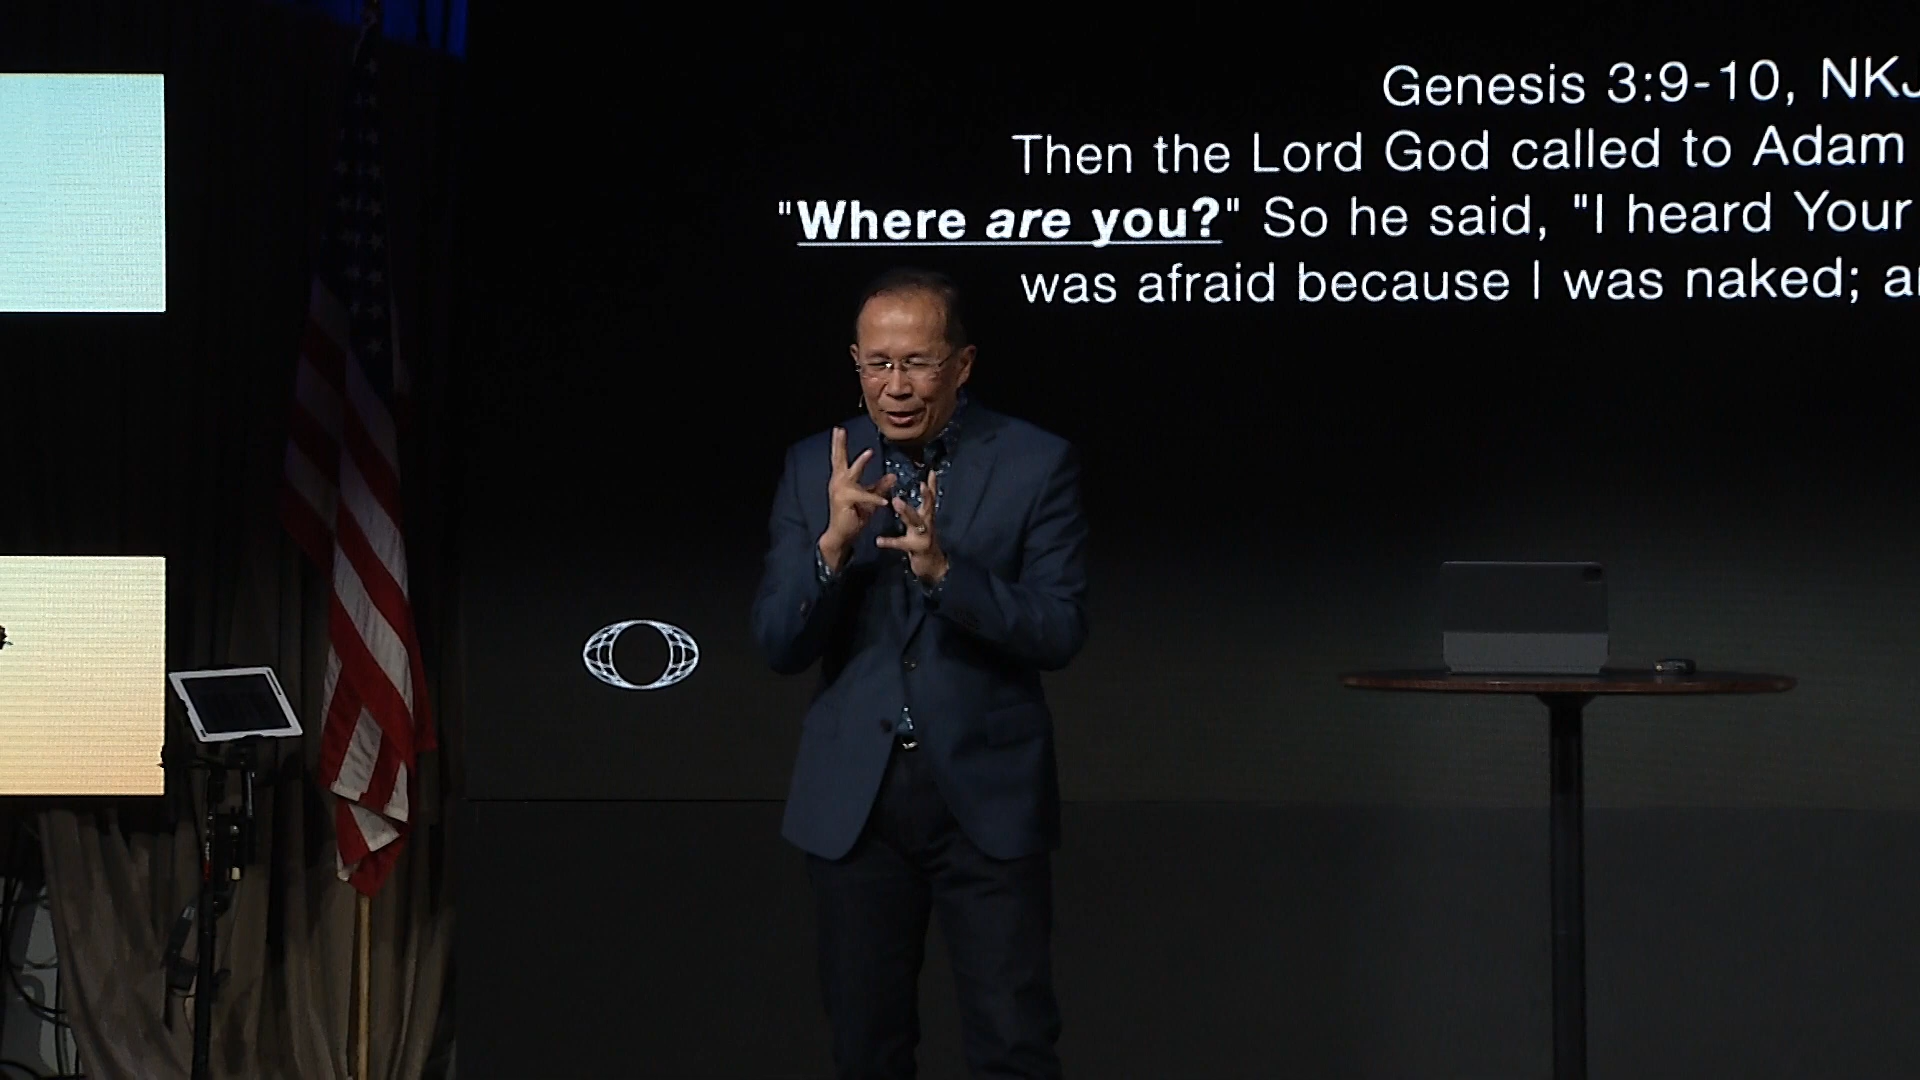 Genesis 3:9-10, NKJ
Then the Lord God called to Adam
"Where are you?" So he said, "I heard Your
was afraid because I was naked; an